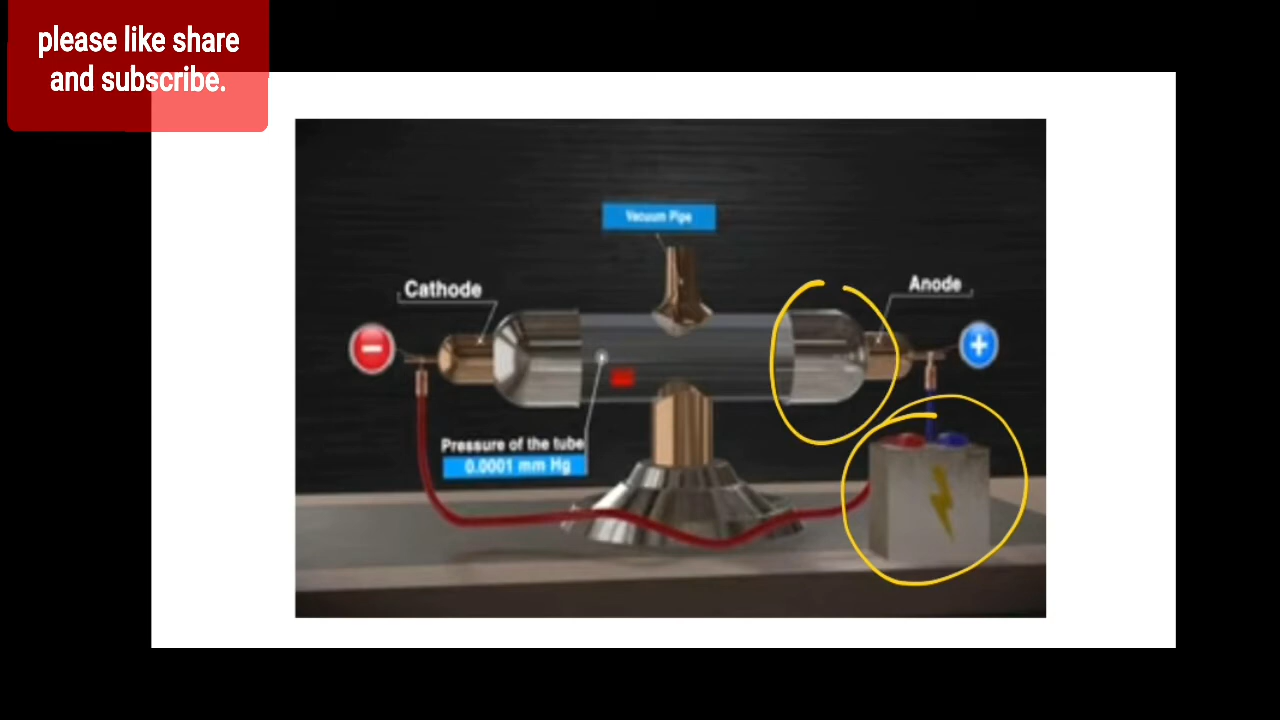 please like share
and subscribe.
Vacuum Pipe
Cathode
Anode
−
+
Pressure of the tube
0.0001 mm Hg